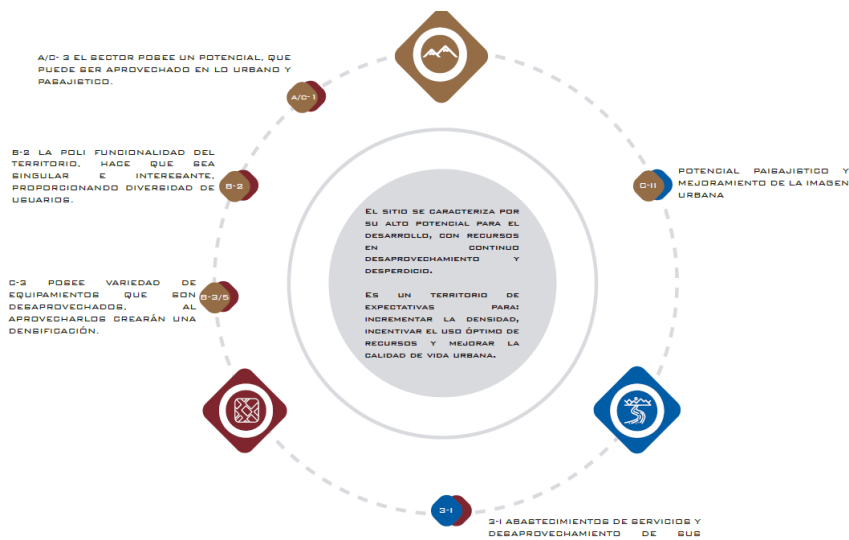 A/C- 3 EL SECTOR POSEE UN POTENCIAL, QUE
PUEDE SER APROVECHADO EN LO URBANO Y
PASAJISTICO.
A/C- 1
B-2 LA POLI FUNCIONALIDAD DEL
TERRITORIO, HACE QUE SEA
SINGULAR E INTERESANTE,
PROPORCIONANDO DIVERSIDAD DE
USUARIOS.
B-2
C-II
POTENCIAL PAISAJISTICO Y
MEJORAMIENTO DE LA IMAGEN
URBANA
EL SITIO SE CARACTERIZA POR
SU ALTO POTENCIAL PARA EL
DESARROLLO, CON RECURSOS
EN CONTINUO
DESAPROVECHAMIENTO Y
DESPERDICIO.
ES UN TERRITORIO DE
EXPECTATIVAS PARA:
INCREMENTAR LA DENSIDAD,
INCENTIVAR EL USO ÓPTIMO DE
RECURSOS Y MEJORAR LA
CALIDAD DE VIDA URBANA.
C-3 POSEE VARIEDAD DE
EQUIPAMIENTOS QUE SON
DESAPROVECHADOS, AL
APROVECHARLOS CREARÁN UNA
DENSIFICACIÓN.
B-3/5
3-I
3-I ABASTECIMIENTOS DE SERVICIOS Y
DESAPROVECHAMIENTO DE SUS